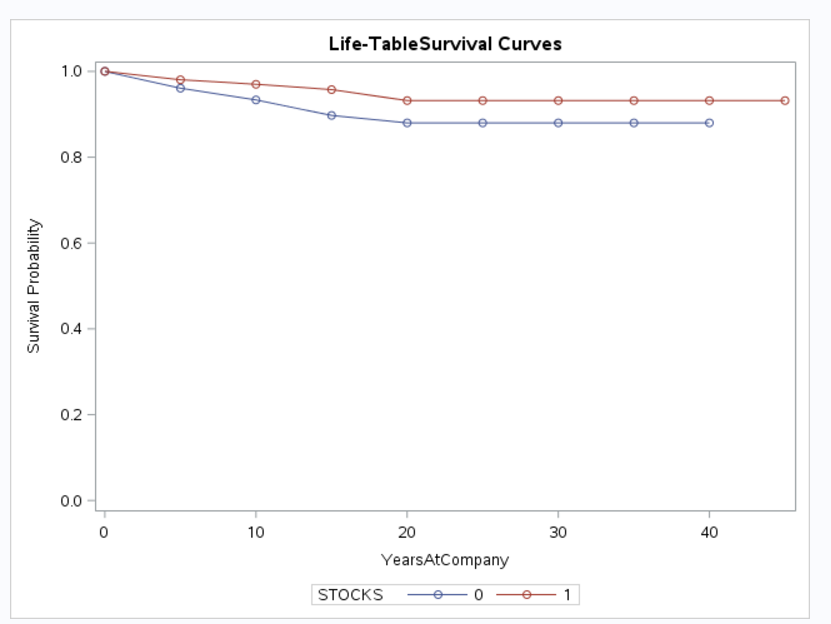 Life-TableSurvival Curves
1.0
0.8
0.6
0.4
0.2
0.0
Survival Probability
0 10 20 30 40
YearsAtCompany
STOCKS 0 1